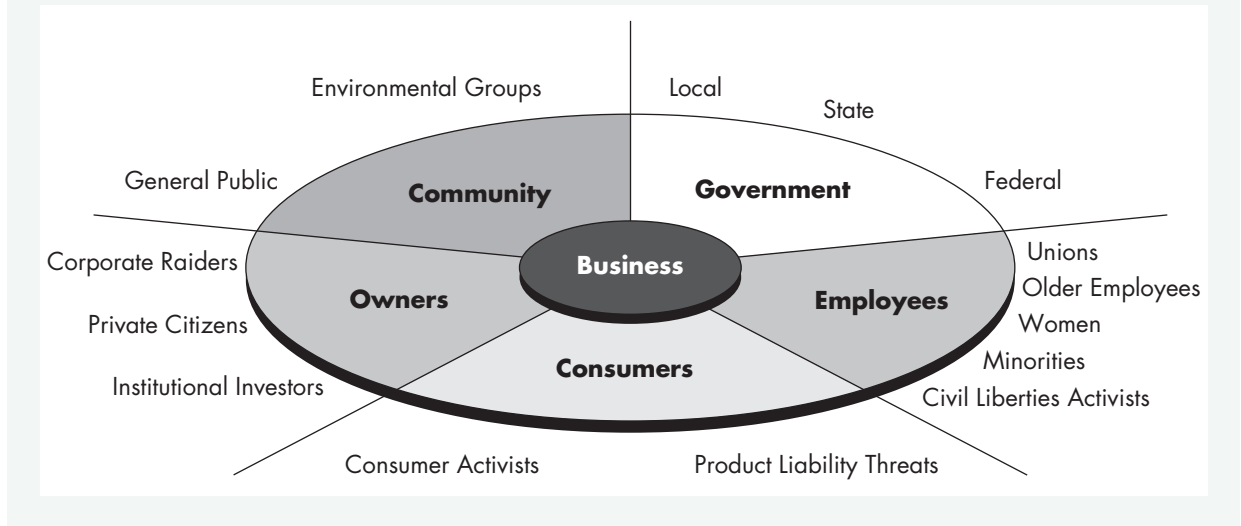 Environmental Groups
Local
State
General Public
Community
Government
Federal
Corporate Raiders
Business
Unions
Owners
Employees
Older Employees
Private Citizens
Women
Consumers
Minorities
Institutional Investors
Civil Liberties Activists
Consumer Activists
Product Liability Threats